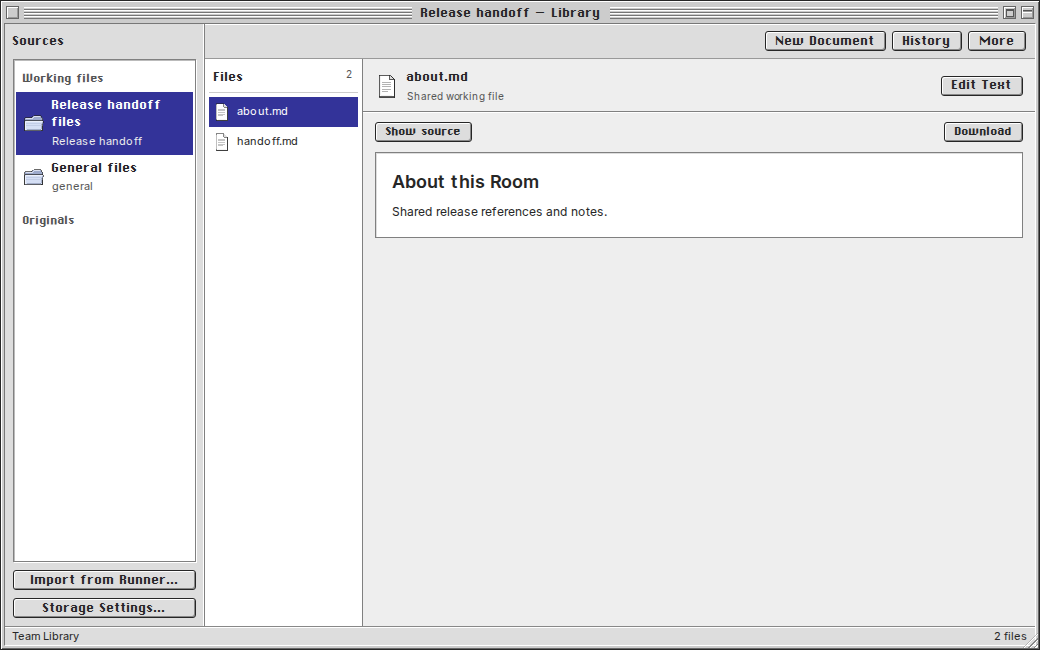 Release handoff — Library
Sources
New Document
History
More
Working files
Release handoff
files
Release handoff
General files
general
Originals
Import from Runner...
Storage Settings...
Files
2
about.md
handoff.md
about.md
Shared working file
Edit Text
Show source
Download
About this Room
Shared release references and notes.
Team Library
2 files